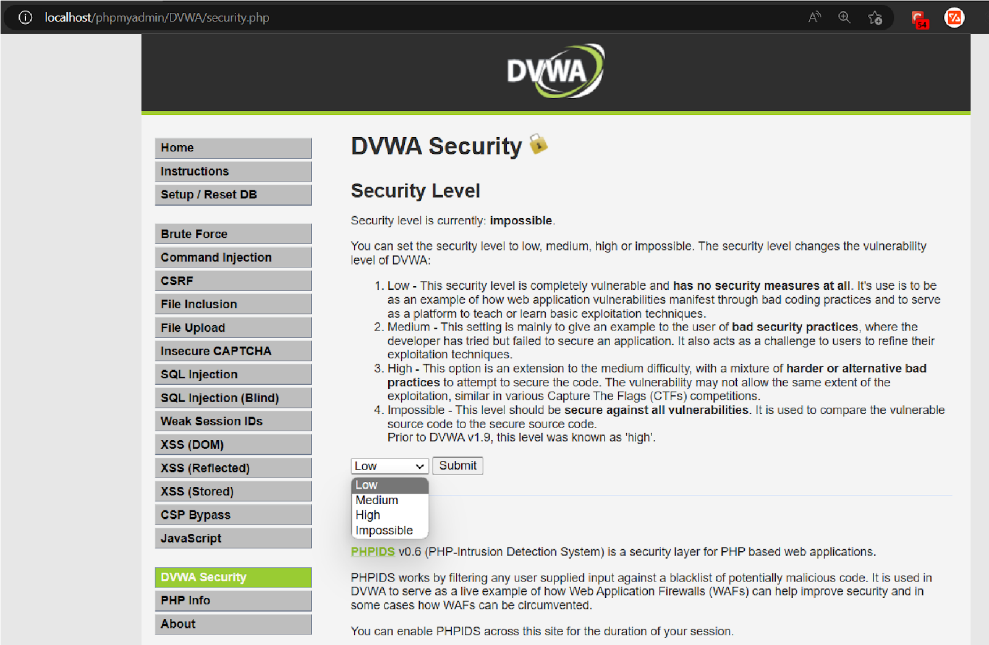 localhost/phpmyadmin/DVWA/security.php
DVWA
Home
Instructions
Setup / Reset DB
Brute Force
Command Injection
CSRF
File Inclusion
File Upload
Insecure CAPTCHA
SQL Injection
SQL Injection (Blind)
Weak Session IDs
XSS (DOM)
XSS (Reflected)
XSS (Stored)
CSP Bypass
JavaScript
DVWA Security
PHP Info
About
DVWA Security
Security Level
Security level is currently: impossible.
You can set the security level to low, medium, high or impossible. The security level changes the vulnerability
level of DVWA:
1. Low - This security level is completely vulnerable and has no security measures at all. It's use is to be
as an example of how web application vulnerabilities manifest through bad coding practices and to serve
as a platform to teach or learn basic exploitation techniques.
2. Medium - This setting is mainly to give an example to the user of bad security practices, where the
developer has tried but failed to secure an application. It also acts as a challenge to users to refine their
exploitation techniques.
3. High - This option is an extension to the medium difficulty, with a mixture of harder or alternative bad
practices to attempt to secure the code. The vulnerability may not allow the same extent of the
exploitation, similar in various Capture The Flags (CTFs) competitions.
4. Impossible - This level should be secure against all vulnerabilities. It is used to compare the vulnerable
source code to the secure source code.
Prior to DVWA v1.9, this level was known as 'high'.
Low Submit
Low
Medium
High
Impossible
PHPIDS v0.6 (PHP-Intrusion Detection System) is a security layer for PHP based web applications.
PHPIDS works by filtering any user supplied input against a blacklist of potentially malicious code. It is used in
DVWA to serve as a live example of how Web Application Firewalls (WAFs) can help improve security and in
some cases how WAFs can be circumvented.
You can enable PHPIDS across this site for the duration of your session.